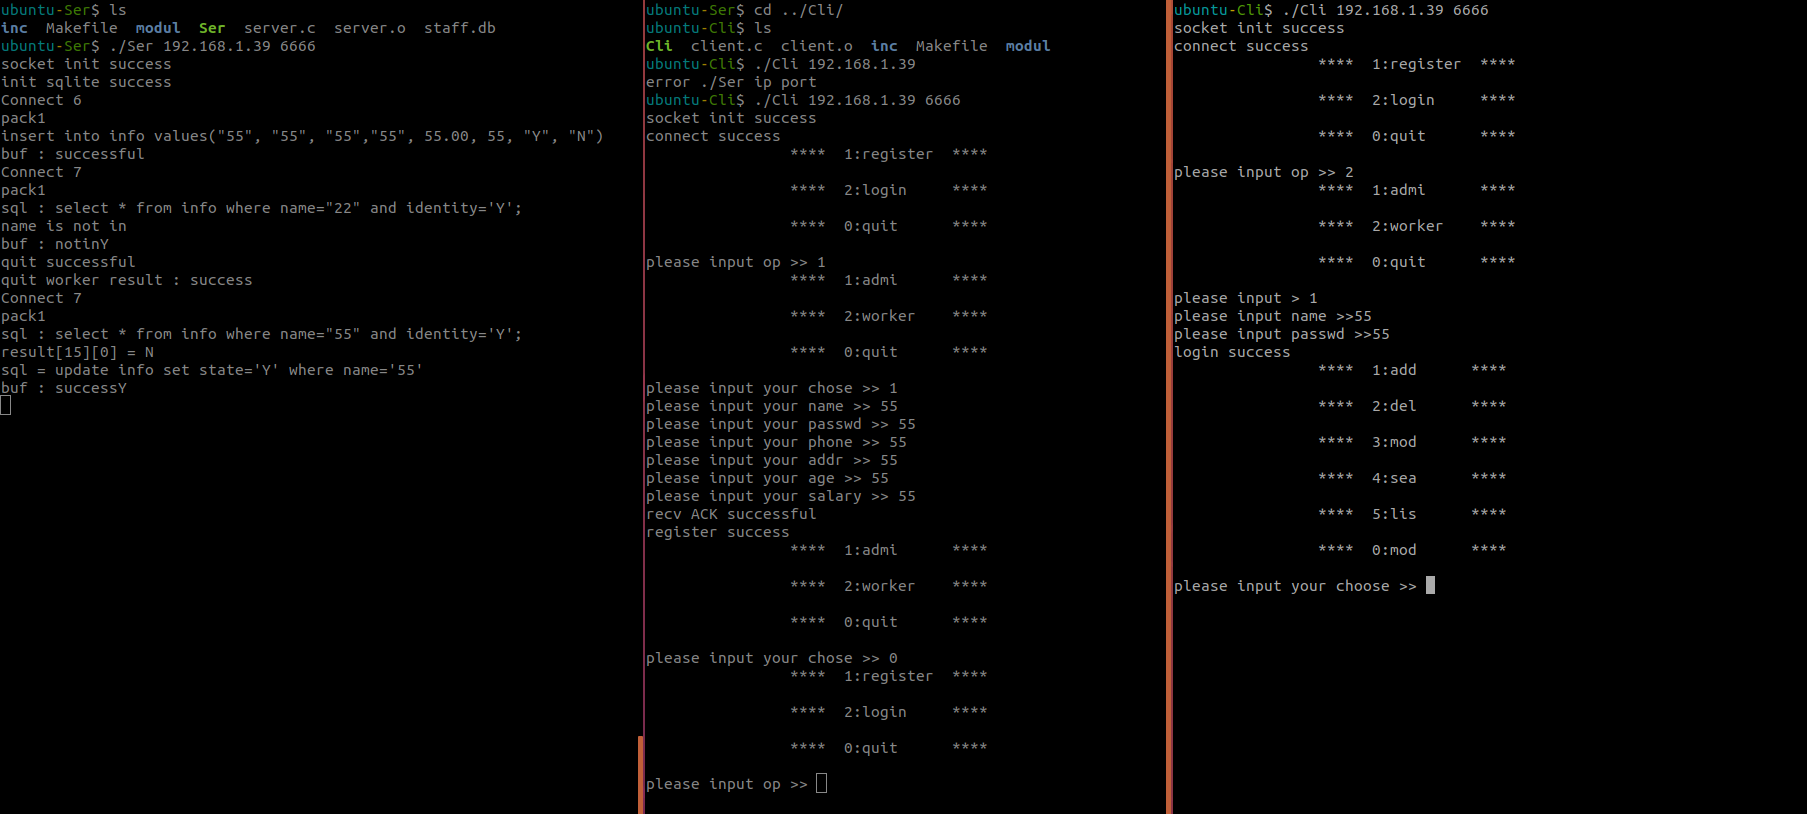 ubuntu-Ser$ ls
inc  Makefile  modul  Ser  server.c  server.o  staff.db
ubuntu-Ser$ ./Ser 192.168.1.39 6666
socket init success
init sqlite success
Connect 6
pack1
insert into info values("55", "55", "55","55", 55.00, 55, "Y", "N")
buf : successful
Connect 7
pack1
sql : select * from info where name="22" and identity='Y';
name is not in
buf : notinY
quit successful
quit worker result : success
Connect 7
pack1
sql : select * from info where name="55" and identity='Y';
result[15][0] = N
sql = update info set state='Y' where name='55'
buf : successY
ubuntu-Ser$ cd ../Cli/
ubuntu-Cli$ ls
Cli  client.c  client.o  inc  Makefile  modul
ubuntu-Cli$ ./Cli 192.168.1.39
error ./Ser ip port
ubuntu-Cli$ ./Cli 192.168.1.39 6666
socket init success
connect success
****  1:register  ****
****  2:login     ****
****  0:quit      ****
please input op >> 1
****  1:admi      ****
****  2:worker    ****
****  0:quit      ****
please input your chose >> 1
please input your name >> 55
please input your passwd >> 55
please input your phone >> 55
please input your addr >> 55
please input your age >> 55
please input your salary >> 55
recv ACK successful
register success
****  1:admi      ****
****  2:worker    ****
****  0:quit      ****
please input your chose >> 0
****  1:register  ****
****  2:login     ****
****  0:quit      ****
please input op >>
ubuntu-Cli$ ./Cli 192.168.1.39 6666
socket init success
connect success
****  1:register  ****
****  2:login     ****
****  0:quit      ****
please input op >> 2
****  1:admi      ****
****  2:worker    ****
****  0:quit      ****
please input > 1
please input name >>55
please input passwd >>55
login success
****  1:add      ****
****  2:del      ****
****  3:mod      ****
****  4:sea      ****
****  5:lis      ****
****  0:mod      ****
please input your choose >>